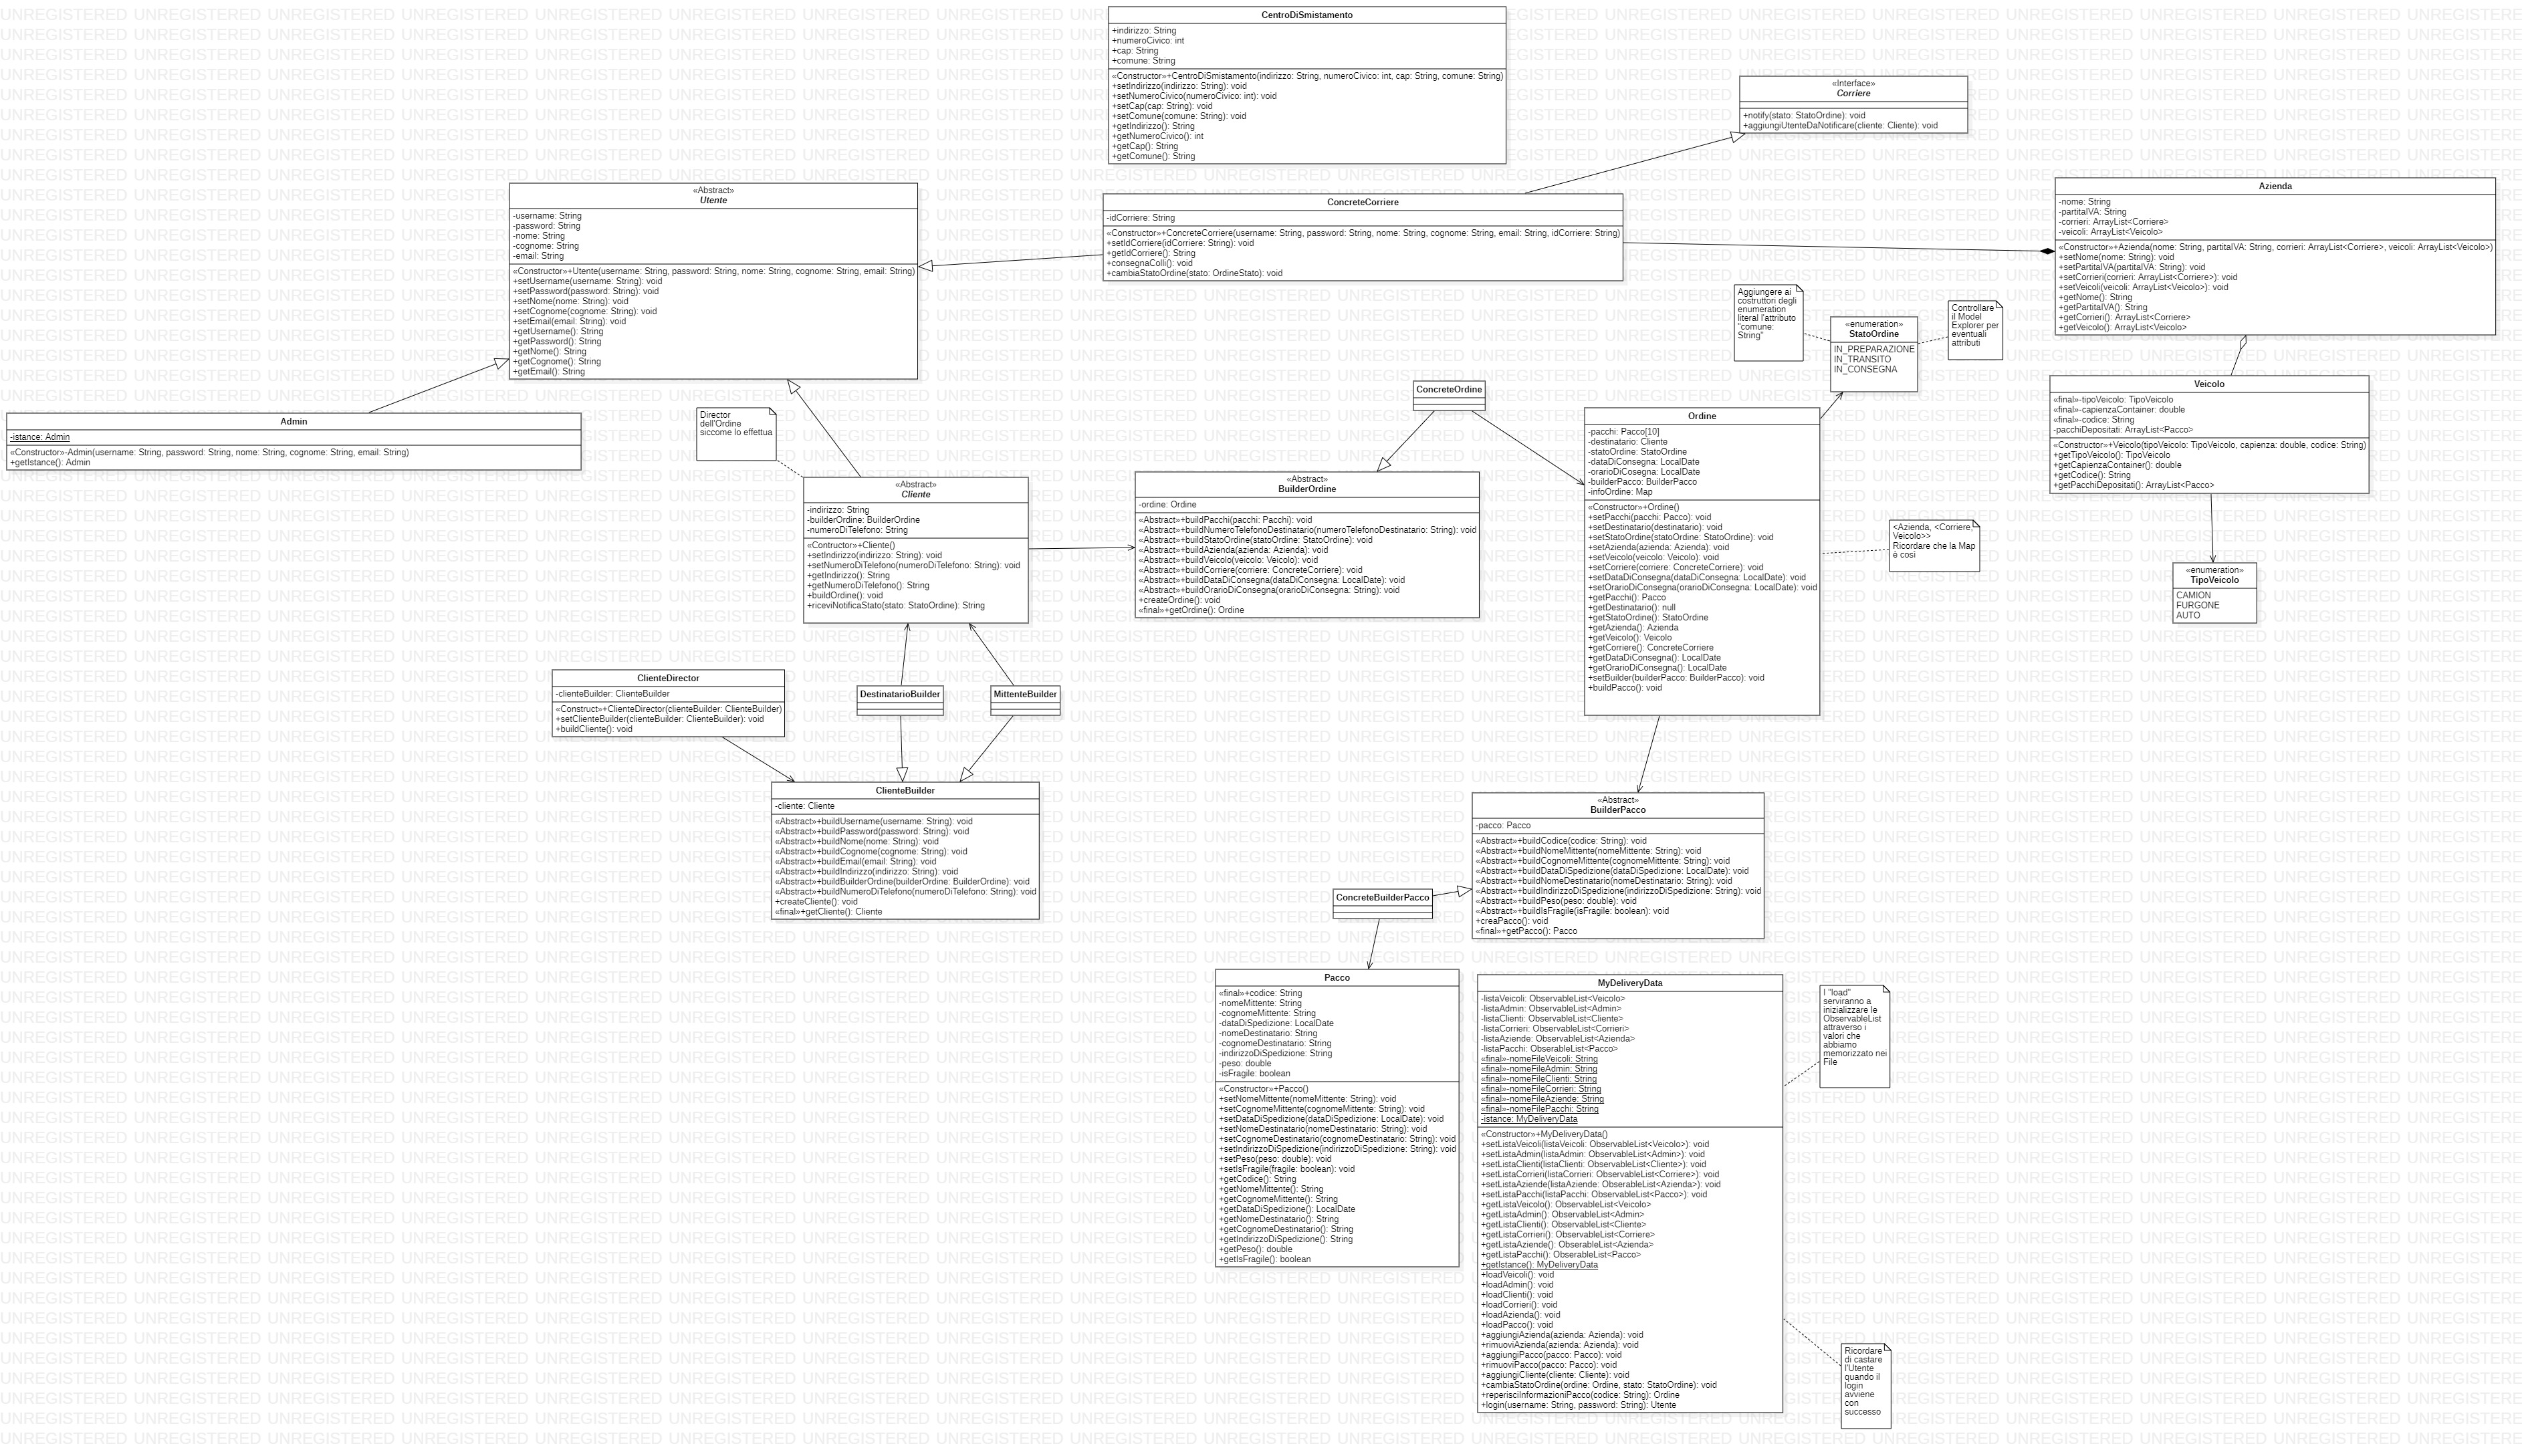 CentroDiSmistamento
+indirizzo: String
+numeroCivico: int
+cap: String
+comune: String
«Constructor»+CentroDiSmistamento(indirizzo: String, numeroCivico: int, cap: String, comune: String)
+setIndirizzo(indirizzo: String): void
+setNumeroCivico(numeroCivico: int): void
+setCap(cap: String): void
+setComune(comune: String): void
+getIndirizzo(): String
+getNumeroCivico(): int
+getCap(): String
+getComune(): String
«Interface»
Corriere
+notify(stato: StatoOrdine): void
+aggiungiUtenteDaNotificare(cliente: Cliente): void
«Abstract»
Utente
-username: String
-password: String
-nome: String
-cognome: String
-email: String
«Constructor»+Utente(username: String, password: String, nome: String, cognome: String, email: String)
+setUsername(username: String): void
+setPassword(password: String): void
+setNome(nome: String): void
+setCognome(cognome: String): void
+setEmail(email: String): void
+getUsername(): String
+getPassword(): String
+getNome(): String
+getCognome(): String
+getEmail(): String
ConcreteCorriere
-idCorriere: String
«Constructor»+ConcreteCorriere(username: String, password: String, nome: String, cognome: String, email: String, idCorriere: String)
+setIdCorriere(idCorriere: String): void
+getIdCorriere(): String
+consegnaColli(): void
+cambiaStatoOrdine(stato: OrdineStato): void
Azienda
-nome: String
-partitaIVA: String
-corrieri: ArrayList<Corriere>
-veicoli: ArrayList<Veicolo>
«Constructor»+Azienda(nome: String, partitaIVA: String, corrieri: ArrayList<Corriere>, veicoli: ArrayList<Veicolo>)
+setNome(nome: String): void
+setPartitaIVA(partitaIVA: String): void
+setCorrieri(corrieri: ArrayList<Corriere>): void
+setVeicoli(veicoli: ArrayList<Veicolo>): void
+getNome(): String
+getPartitaIVA(): String
+getCorrieri(): ArrayList<Corriere>
+getVeicolo(): ArrayList<Veicolo>
Aggiungere ai
costruttori degli
enumeration
literal l'attributo
"comune:
String"
«enumeration»
StatoOrdine
IN_PREPARAZIONE
IN_TRANSITO
IN_CONSEGNA
Controllare
il Model
Explorer per
eventuali
attributi
Admin
-istance: Admin
«Constructor»-Admin(username: String, password: String, nome: String, cognome: String, email: String)
+getIstance(): Admin
Director
dell'Ordine
siccome lo effettua
«Abstract»
Cliente
-indirizzo: String
-builderOrdine: BuilderOrdine
-numeroDiTelefono: String
«Contructor»+Cliente()
+setIndirizzo(indirizzo: String): void
+setNumeroDiTelefono(numeroDiTelefono: String): void
+getIndirizzo(): String
+getNumeroDiTelefono(): String
+buildOrdine(): void
+riceviNotificaStato(stato: StatoOrdine): String
ConcreteOrdine
«Abstract»
BuilderOrdine
-ordine: Ordine
«Abstract»+buildPacchi(pacchi: Pacchi): void
«Abstract»+buildNumeroTelefonoDestinatario(numeroTelefonoDestinatario: String): void
«Abstract»+buildStatoOrdine(statoOrdine: StatoOrdine): void
«Abstract»+buildAzienda(azienda: Azienda): void
«Abstract»+buildVeicolo(veicolo: Veicolo): void
«Abstract»+buildCorriere(corriere: ConcreteCorriere): void
«Abstract»+buildDataDiConsegna(dataDiConsegna: LocalDate): void
«Abstract»+buildOrarioDiConsegna(orarioDiConsegna: String): void
+createOrdine(): void
«final»+getOrdine(): Ordine
Ordine
-pacchi: Pacco[10]
-destinatario: Cliente
-statoOrdine: StatoOrdine
-dataDiConsegna: LocalDate
-orarioDiCosegna: LocalDate
-builderPacco: BuilderPacco
-infoOrdine: Map
«Constructor»+Ordine()
+setPacchi(pacchi: Pacco): void
+setDestinatario(destinatario): void
+setStatoOrdine(statoOrdine: StatoOrdine): void
+setAzienda(azienda: Azienda): void
+setVeicolo(veicolo: Veicolo): void
+setCorriere(corriere: ConcreteCorriere): void
+setDataDiConsegna(dataDiConsegna: LocalDate): void
+setOrarioDiConsegna(orarioDiConsegna: LocalDate): void
+getPacchi(): Pacco
+getDestinatario(): null
+getStatoOrdine(): StatoOrdine
+getAzienda(): Azienda
+getVeicolo(): Veicolo
+getCorriere(): ConcreteCorriere
+getDataDiConsegna(): LocalDate
+getOrarioDiConsegna(): LocalDate
+setBuilder(builderPacco: BuilderPacco): void
+buildPacco(): void
<Azienda, <Corriere,
Veicolo>>
Ricordare che la Map
è così
Veicolo
«final»-tipoVeicolo: TipoVeicolo
«final»-capienzaContainer: double
«final»-codice: String
-pacchiDepositati: ArrayList<Pacco>
«Constructor»+Veicolo(tipoVeicolo: TipoVeicolo, capienza: double, codice: String)
+getTipoVeicolo(): TipoVeicolo
+getCapienzaContainer(): double
+getCodice(): String
+getPacchiDepositati(): ArrayList<Pacco>
«enumeration»
TipoVeicolo
CAMION
FURGONE
AUTO
ClienteDirector
-clienteBuilder: ClienteBuilder
«Construct»+ClienteDirector(clienteBuilder: ClienteBuilder)
+setClienteBuilder(clienteBuilder: ClienteBuilder): void
+buildCliente(): void
DestinatarioBuilder
MittenteBuilder
ClienteBuilder
-cliente: Cliente
«Abstract»+buildUsername(username: String): void
«Abstract»+buildPassword(password: String): void
«Abstract»+buildNome(nome: String): void
«Abstract»+buildCognome(cognome: String): void
«Abstract»+buildEmail(email: String): void
«Abstract»+buildIndirizzo(indirizzo: String): void
«Abstract»+buildBuilderOrdine(builderOrdine: BuilderOrdine): void
«Abstract»+buildNumeroDiTelefono(numeroDiTelefono: String): void
+createCliente(): void
«final»+getCliente(): Cliente
«Abstract»
BuilderPacco
-pacco: Pacco
«Abstract»+buildCodice(codice: String): void
«Abstract»+buildNomeMittente(nomeMittente: String): void
«Abstract»+buildCognomeMittente(cognomeMittente: String): void
«Abstract»+buildDataDiSpedizione(dataDiSpedizione: LocalDate): void
«Abstract»+buildNomeDestinatario(nomeDestinatario: String): void
«Abstract»+buildIndirizzoDiSpedizione(indirizzoDiSpedizione: String): void
«Abstract»+buildPeso(peso: double): void
«Abstract»+buildIsFragile(isFragile: boolean): void
+creaPacco(): void
«final»+getPacco(): Pacco
ConcreteBuilderPacco
Pacco
«final»+codice: String
-nomeMittente: String
-cognomeMittente: String
-dataDiSpedizione: LocalDate
-nomeDestinatario: String
-cognomeDestinatario: String
-indirizzoDiSpedizione: String
-peso: double
-isFragile: boolean
«Constructor»+Pacco()
+setNomeMittente(nomeMittente: String): void
+setCognomeMittente(cognomeMittente: String): void
+setDataDiSpedizione(dataDiSpedizione: LocalDate): void
+setNomeDestinatario(nomeDestinatario: String): void
+setCognomeDestinatario(cognomeDestinatario: String): void
+setIndirizzoDiSpedizione(indirizzoDiSpedizione: String): void
+setPeso(peso: double): void
+setIsFragile(fragile: boolean): void
+getCodice(): String
+getNomeMittente(): String
+getCognomeMittente(): String
+getDataDiSpedizione(): LocalDate
+getNomeDestinatario(): String
+getCognomeDestinatario(): String
+getIndirizzoDiSpedizione(): String
+getPeso(): double
+getIsFragile(): boolean
MyDeliveryData
-listaVeicoli: ObservableList<Veicolo>
-listaAdmin: ObservableList<Admin>
-listaClienti: ObservableList<Cliente>
-listaCorrieri: ObservableList<Corrieri>
-listaAziende: ObservableList<Azienda>
-listaPacchi: ObserableList<Pacco>
«final»-nomeFileVeicoli: String
«final»-nomeFileAdmin: String
«final»-nomeFileClienti: String
«final»-nomeFileCorrieri: String
«final»-nomeFileAziende: String
«final»-nomeFilePacchi: String
-istance: MyDeliveryData
«Constructor»+MyDeliveryData()
+setListaVeicoli(listaVeicoli: ObservableList<Veicolo>): void
+setListaAdmin(listaAdmin: ObservableList<Admin>): void
+setListaClienti(listaClienti: ObservableList<Cliente>): void
+setListaCorrieri(listaCorrieri: ObservableList<Corriere>): void
+setListaAziende(listaAziende: ObserableList<Azienda>): void
+setListaPacchi(listaPacchi: ObservableList<Pacco>): void
+getListaVeicolo(): ObservableList<Veicolo>
+getListaAdmin(): ObservableList<Admin>
+getListaClienti(): ObservableList<Cliente>
+getListaCorrieri(): ObservableList<Corriere>
+getListaAziende(): ObserableList<Azienda>
+getListaPacchi(): ObserableList<Pacco>
+getIstance(): MyDeliveryData
+loadVeicoli(): void
+loadAdmin(): void
+loadClienti(): void
+loadCorrieri(): void
+loadAzienda(): void
+loadPacco(): void
+aggiungiAzienda(azienda: Azienda): void
+rimuoviAzienda(azienda: Azienda): void
+aggiungiPacco(pacco: Pacco): void
+rimuoviPacco(pacco: Pacco): void
+aggiungiCliente(cliente: Cliente): void
+cambiaStatoOrdine(ordine: Ordine, stato: StatoOrdine): void
+reperisciInformazioniPacco(codice: String): Ordine
+login(username: String, password: String): Utente
I "load"
serviranno a
inizializzare le
ObservableList
attraverso i
valori che
abbiamo
memorizzato nei
File
Ricordare
di castare
l'Utente
quando il
login
avviene
con
successo